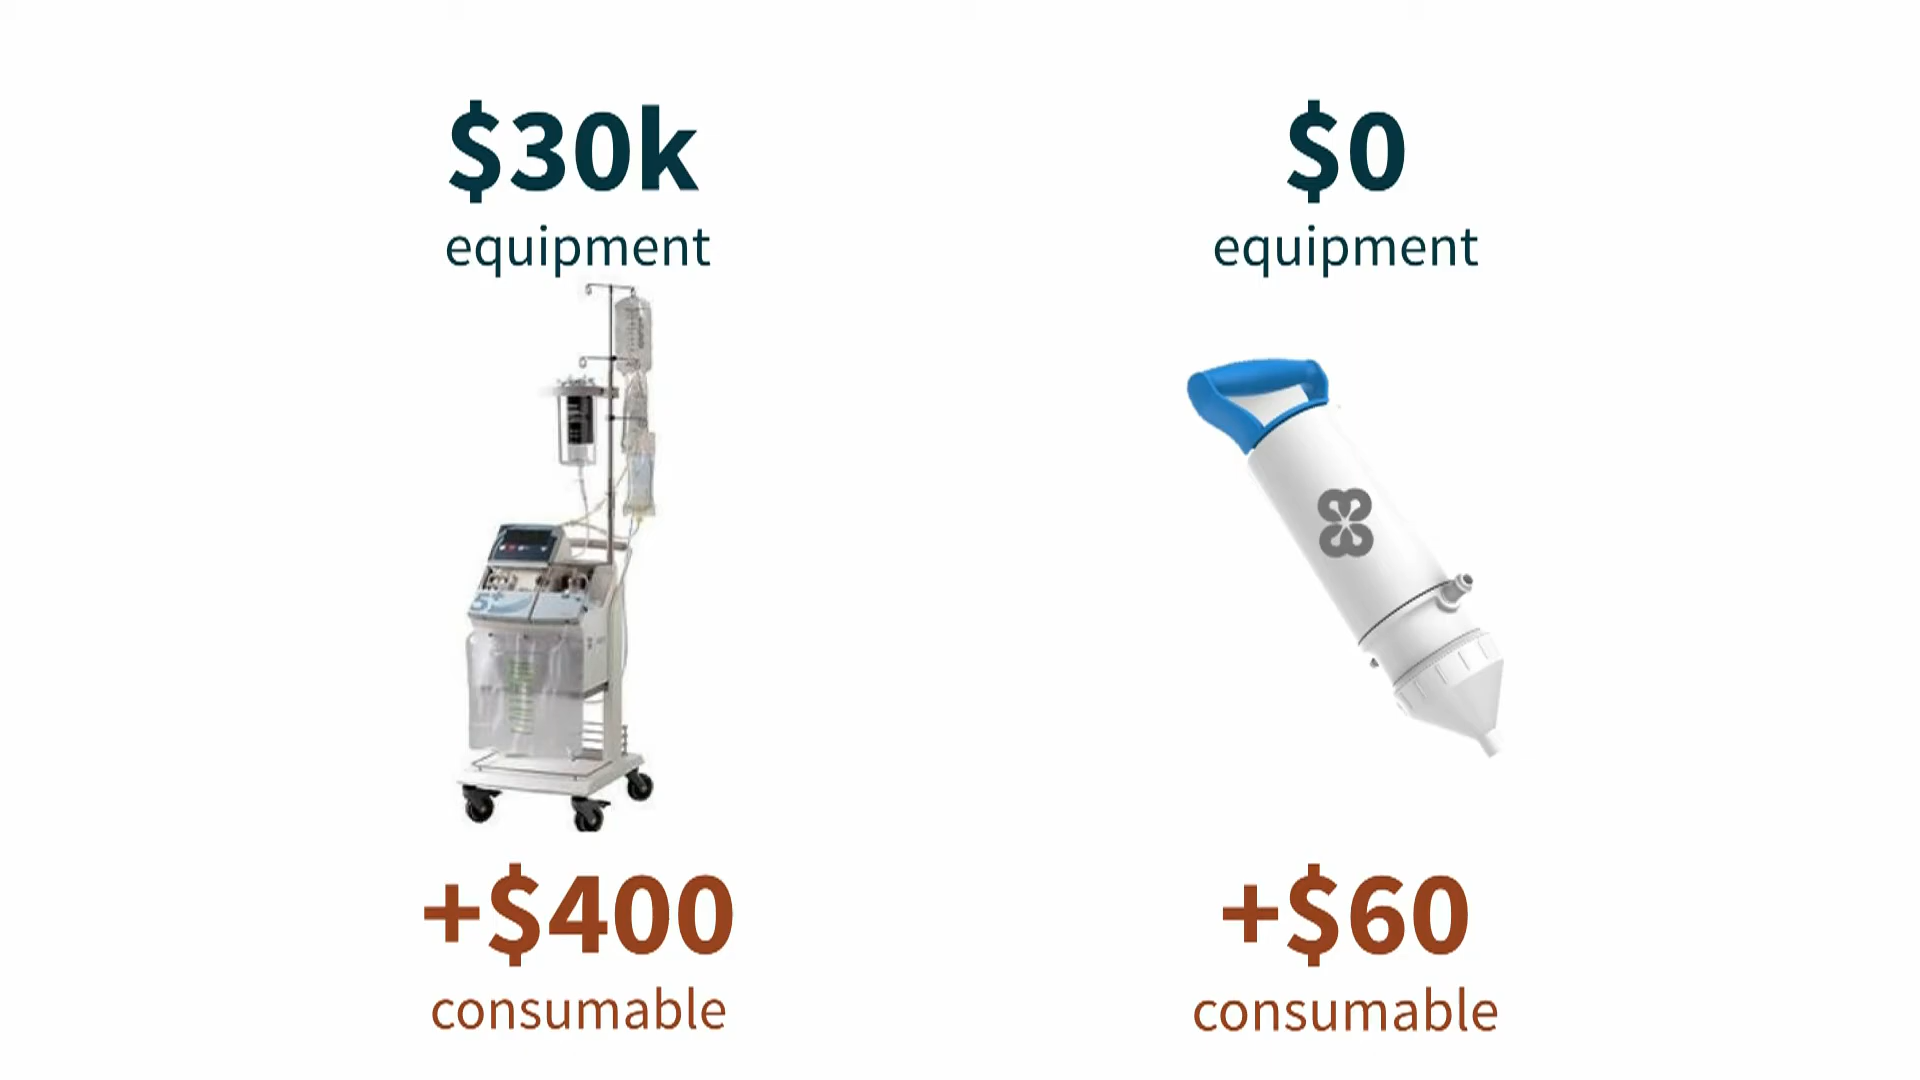 $30k
equipment
+$400
consumable
$0
equipment
+$60
consumable